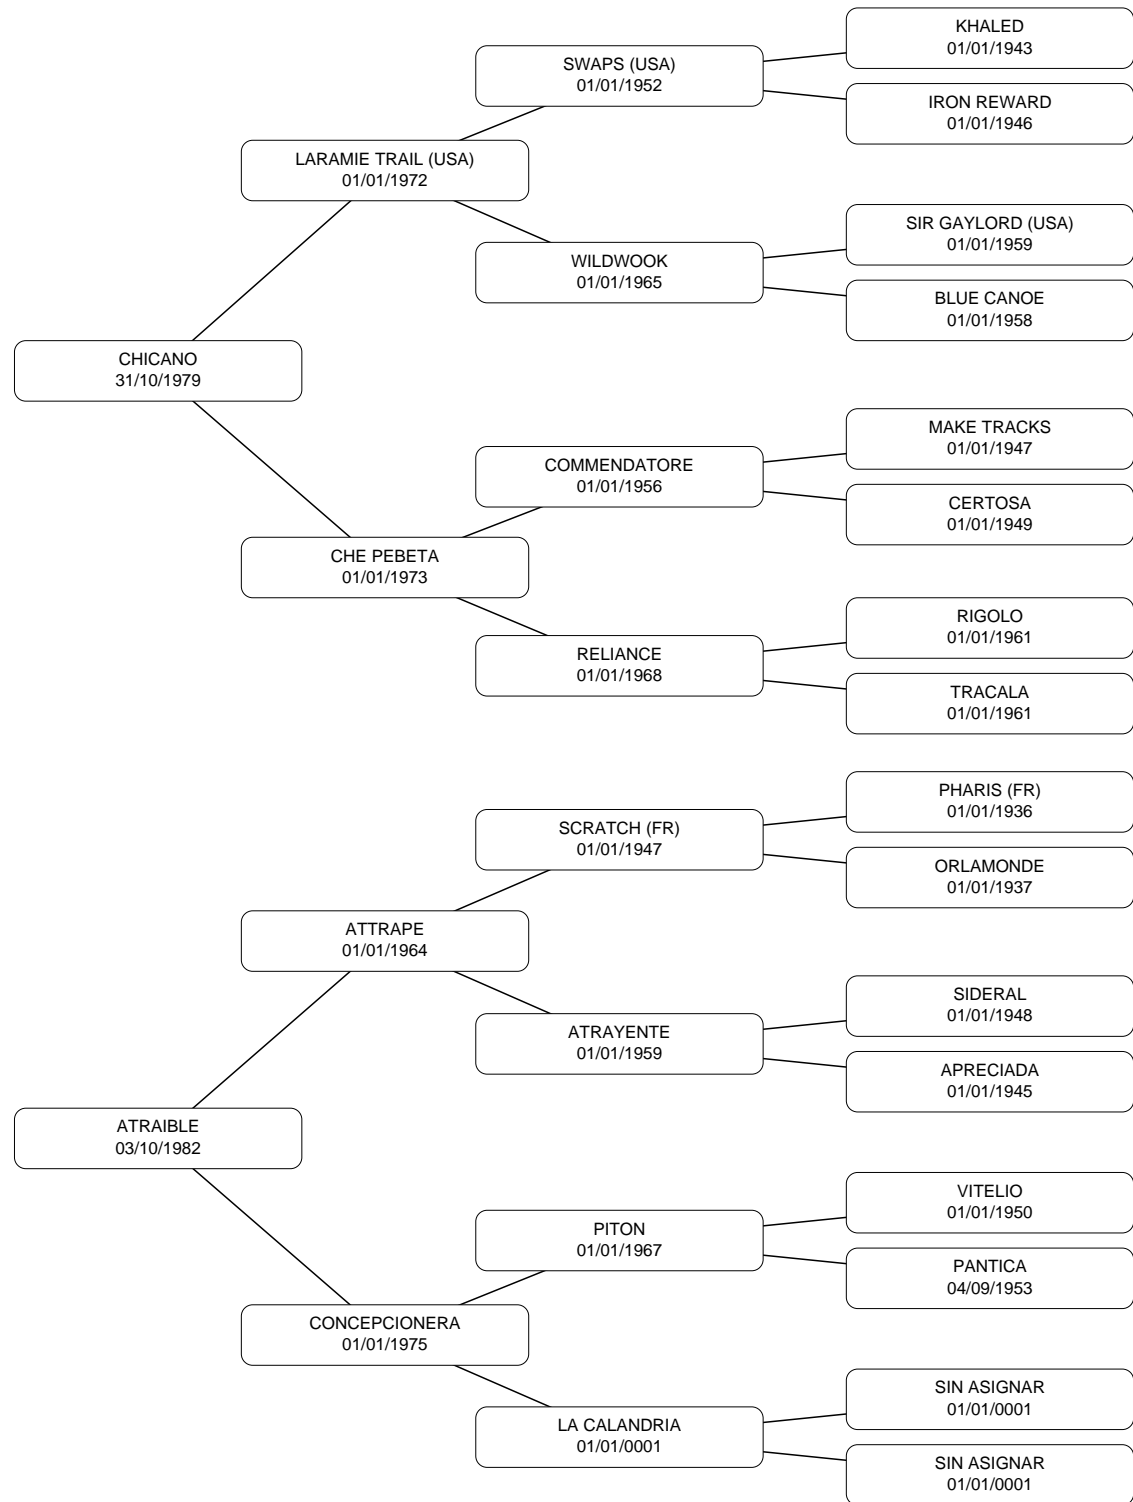 KHALED
01/01/1943
SWAPS (USA)
01/01/1952
IRON REWARD
01/01/1946
LARAMIE TRAIL (USA)
01/01/1972
SIR GAYLORD (USA)
01/01/1959
WILDWOOK
01/01/1965
BLUE CANOE
01/01/1958
CHICANO
31/10/1979
MAKE TRACKS
01/01/1947
COMMENDATORE
01/01/1956
CERTOSA
01/01/1949
CHE PEBETA
01/01/1973
RIGOLO
01/01/1961
RELIANCE
01/01/1968
TRACALA
01/01/1961
PHARIS (FR)
01/01/1936
SCRATCH (FR)
01/01/1947
ORLAMONDE
01/01/1937
ATTRAPE
01/01/1964
SIDERAL
01/01/1948
ATRAYENTE
01/01/1959
APRECIADA
01/01/1945
ATRAIBLE
03/10/1982
VITELIO
01/01/1950
PITON
01/01/1967
PANTICA
04/09/1953
CONCEPCIONERA
01/01/1975
SIN ASIGNAR
01/01/0001
LA CALANDRIA
01/01/0001
SIN ASIGNAR
01/01/0001